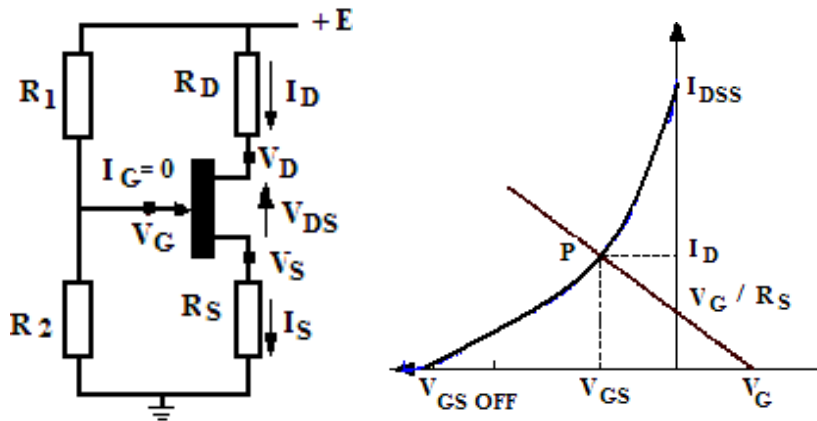 + E
R1
RD
ID
IG = 0
VD
VG
VDS
VS
R2
RS
IS
IDSS
P
ID
VG / RS
VGS OFF
VGS
VG